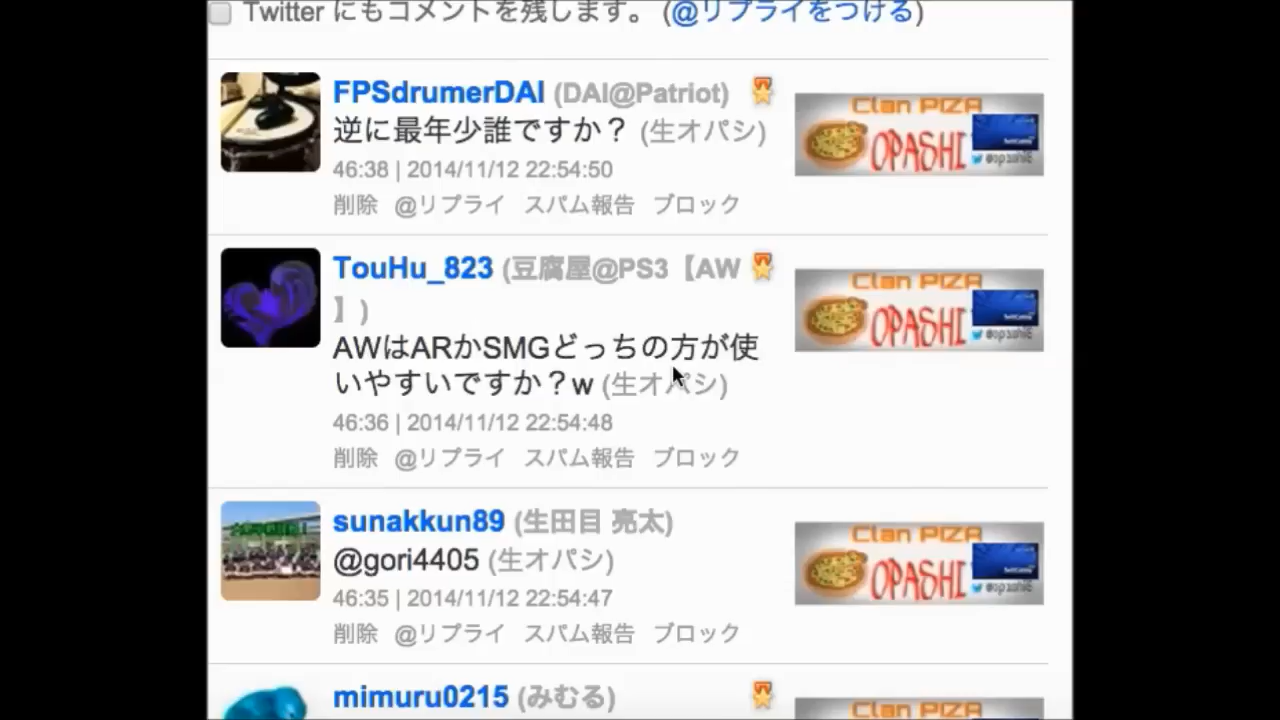 Twitter にもコメントを残します。 (@リプライをつける)
FPSdrumerDAI (DAI@Patriot)
逆に最年少誰ですか？ (生オパシ)
46:38 | 2014/11/12 22:54:50
削除 @リプライ スパム報告 ブロック
Clan PIZA
OPASHI
TouHu_823 (豆腐屋@PS3【AW
】)
AWはARかSMGどっちの方が使
いやすいですか？w (生オパシ)
46:36 | 2014/11/12 22:54:48
削除 @リプライ スパム報告 ブロック
Clan PIZA
OPASHI
sunakkun89 (生田目 亮太)
@gori4405 (生オパシ)
46:35 | 2014/11/12 22:54:47
削除 @リプライ スパム報告 ブロック
Clan PIZA
OPASHI
mimuru0215 (みむる)
Clan PIZA